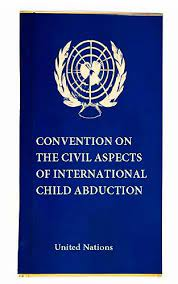 CONVENTION ON
THE CIVIL ASPECTS
OF INTERNATIONAL
CHILD ABDUCTION
United Nations